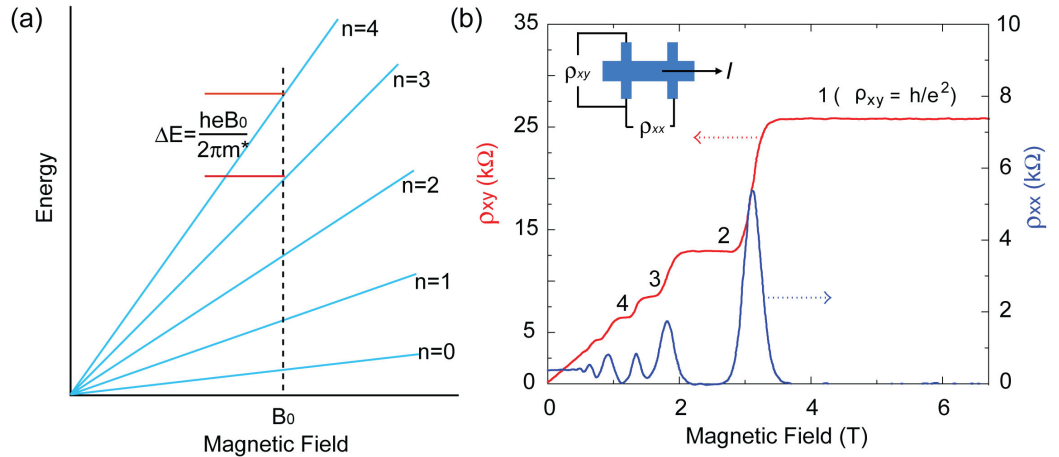 (a)
n=4
n=3
ΔE= heB₀
2πm*
n=2
n=1
n=0
Energy
B₀
Magnetic Field
(b)
35
25
15
5
0
ρxy (kΩ)
ρxy
I
ρxx
1 ( ρxy = h/e²)
2
3
4
10
8
6
4
2
0
ρxx (kΩ)
0
2
4
6
Magnetic Field (T)